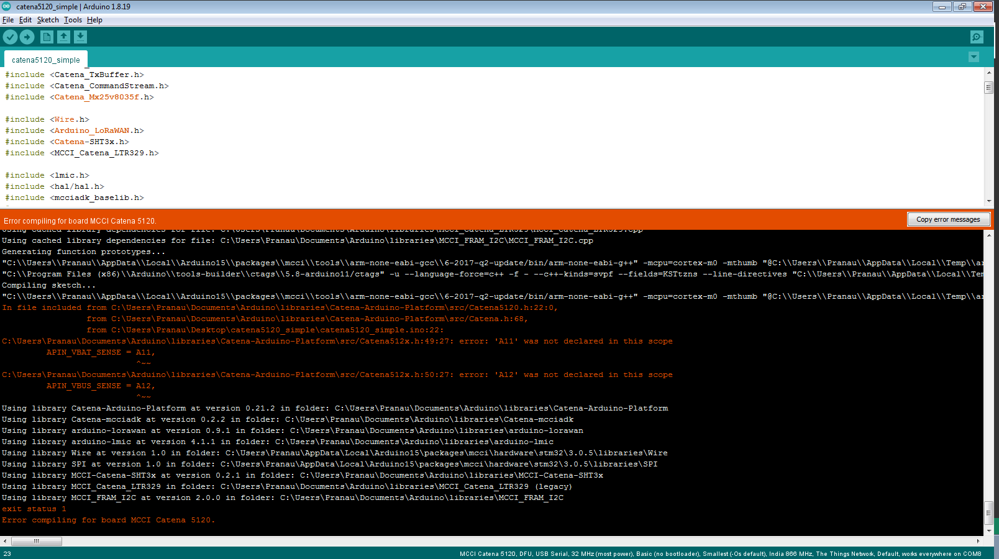 catena5120_simple | Arduino 1.8.19
File Edit Sketch Tools Help
catena5120_simple
#include <Catena_TxBuffer.h>
#include <Catena_CommandStream.h>
#include <Catena_Mx25v8035f.h>
#include <Wire.h>
#include <Arduino_LoRaWAN.h>
#include <Catena-SHT3x.h>
#include <MCCI_Catena_LTR329.h>
#include <lmic.h>
#include <hal/hal.h>
#include <mcciadk_baselib.h>
Error compiling for board MCCI Catena 5120.
Copy error messages
Using cached library dependencies for file: C:\Users\Pranau\Documents\Arduino\libraries\MCCI_Catena_LTR329\MCCI_Catena_LTR329.cpp
Using cached library dependencies for file: C:\Users\Pranau\Documents\Arduino\libraries\MCCI_FRAM_I2C\MCCI_FRAM_I2C.cpp
Generating function prototypes...
"C:\\Users\\Pranau\\AppData\\Local\\Arduino15\\packages\\mcci\\tools\\arm-none-eabi-gcc\\6-2017-q2-update/bin/arm-none-eabi-g++" -mcpu=cortex-m0 -mthumb "@C:\\Users\\Pranau\\AppData\\Local\\Temp\\ar
"C:\\Program Files (x86)\\Arduino\\tools-builder\\ctags\\5.8-arduino11/ctags" -u --language-force=c++ -f - --c++-kinds=svpf --fields=KSTtzns --line-directives "C:\\Users\\Pranau\\AppData\\Local\\Tem
Compiling sketch...
"C:\\Users\\Pranau\\AppData\\Local\\Arduino15\\packages\\mcci\\tools\\arm-none-eabi-gcc\\6-2017-q2-update/bin/arm-none-eabi-g++" -mcpu=cortex-m0 -mthumb "@C:\\Users\\Pranau\\AppData\\Local\\Temp\\ar
In file included from C:\Users\Pranau\Documents\Arduino\libraries\Catena-Arduino-Platform\src/Catena5120.h:22:0,
from C:\Users\Pranau\Documents\Arduino\libraries\Catena-Arduino-Platform\src/Catena.h:68,
from C:\Users\Pranau\Desktop\catena5120_simple\catena5120_simple.ino:22:
C:\Users\Pranau\Documents\Arduino\libraries\Catena-Arduino-Platform\src/Catena512x.h:49:27: error: 'A11' was not declared in this scope
APIN_VBAT_SENSE = A11,
^~~
C:\Users\Pranau\Documents\Arduino\libraries\Catena-Arduino-Platform\src/Catena512x.h:50:27: error: 'A12' was not declared in this scope
APIN_VBUS_SENSE = A12,
^~~
Using library Catena-Arduino-Platform at version 0.21.2 in folder: C:\Users\Pranau\Documents\Arduino\libraries\Catena-Arduino-Platform
Using library Catena-mcciadk at version 0.2.2 in folder: C:\Users\Pranau\Documents\Arduino\libraries\Catena-mcciadk
Using library arduino-lorawan at version 0.9.1 in folder: C:\Users\Pranau\Documents\Arduino\libraries\arduino-lorawan
Using library arduino-lmic at version 4.1.1 in folder: C:\Users\Pranau\Documents\Arduino\libraries\arduino-lmic
Using library Wire at version 1.0 in folder: C:\Users\Pranau\AppData\Local\Arduino15\packages\mcci\hardware\stm32\3.0.5\libraries\Wire
Using library SPI at version 1.0 in folder: C:\Users\Pranau\AppData\Local\Arduino15\packages\mcci\hardware\stm32\3.0.5\libraries\SPI
Using library MCCI-Catena-SHT3x at version 0.2.1 in folder: C:\Users\Pranau\Documents\Arduino\libraries\MCCI-Catena-SHT3x
Using library MCCI_Catena_LTR329 in folder: C:\Users\Pranau\Documents\Arduino\libraries\MCCI_Catena_LTR329 (legacy)
Using library MCCI_FRAM_I2C at version 2.0.0 in folder: C:\Users\Pranau\Documents\Arduino\libraries\MCCI_FRAM_I2C
exit status 1
Error compiling for board MCCI Catena 5120.
23
MCCI Catena 5120, DFU, USB Serial, 32 MHz (most power), Basic (no bootloader), Smallest (-Os default), India 866 MHz, The Things Network, Default, works everywhere on COM8